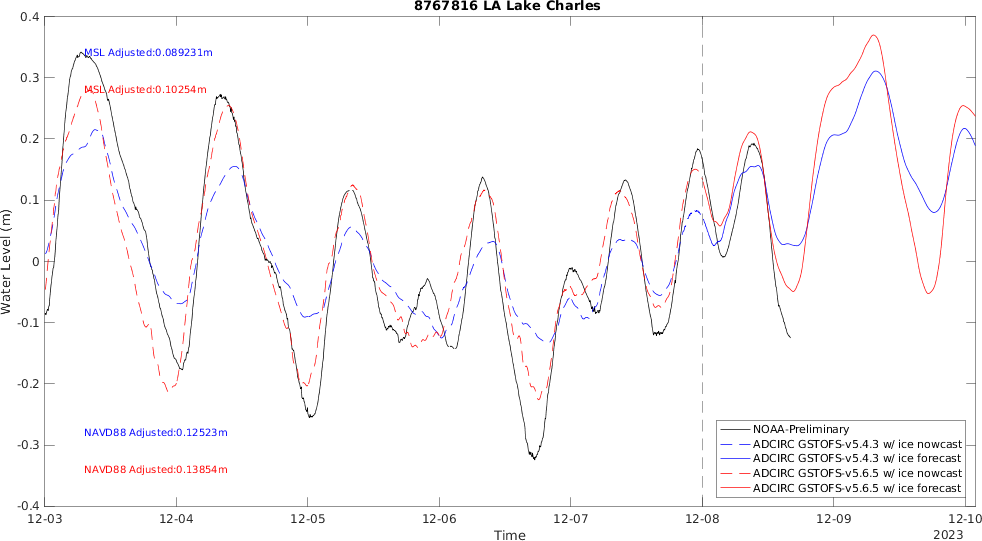 8767816 LA Lake Charles
0.4
0.3
0.2
0.1
0
-0.1
-0.2
-0.3
-0.4
Water Level (m)
MSL Adjusted:0.089231m
MSL Adjusted:0.10254m
NAVD88 Adjusted:0.12523m
NAVD88 Adjusted:0.13854m
NOAA-Preliminary
ADCIRC GSTOFS-v5.4.3 w/ ice nowcast
ADCIRC GSTOFS-v5.4.3 w/ ice forecast
ADCIRC GSTOFS-v5.6.5 w/ ice nowcast
ADCIRC GSTOFS-v5.6.5 w/ ice forecast
12-03 12-04 12-05 12-06 12-07 12-08 12-09 12-10
Time
2023